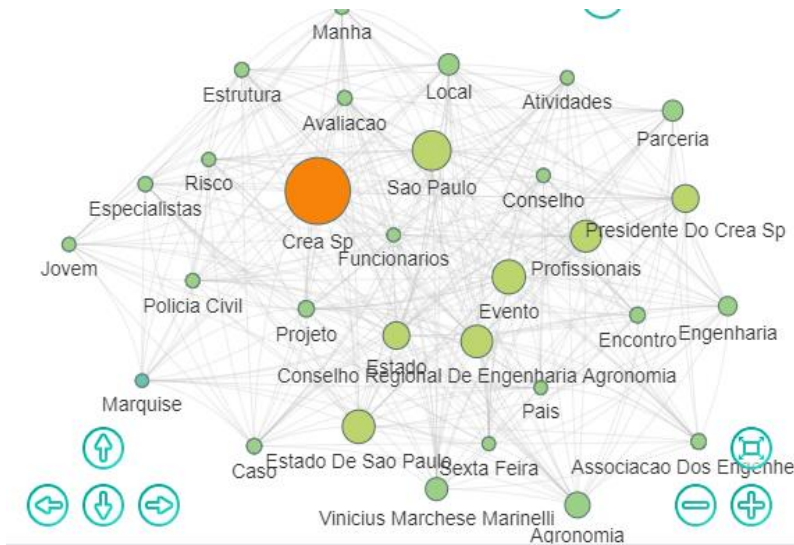 Manha
Estrutura
Local
Atividades
Avaliacao
Parceria
Risco
Sao Paulo
Conselho
Especialistas
Presidente Do Crea Sp
Crea Sp
Funcionarios
Profissionais
Jovem
Policia Civil
Evento
Projeto
Encontro
Engenharia
Estado
Conselho Regional De Engenharia Agronomia
Marquise
Pais
Caso
Estado De Sao Paulo
Sexta Feira
Associacao Dos Engenhe
Vinicius Marchese Marinelli
Agronomia